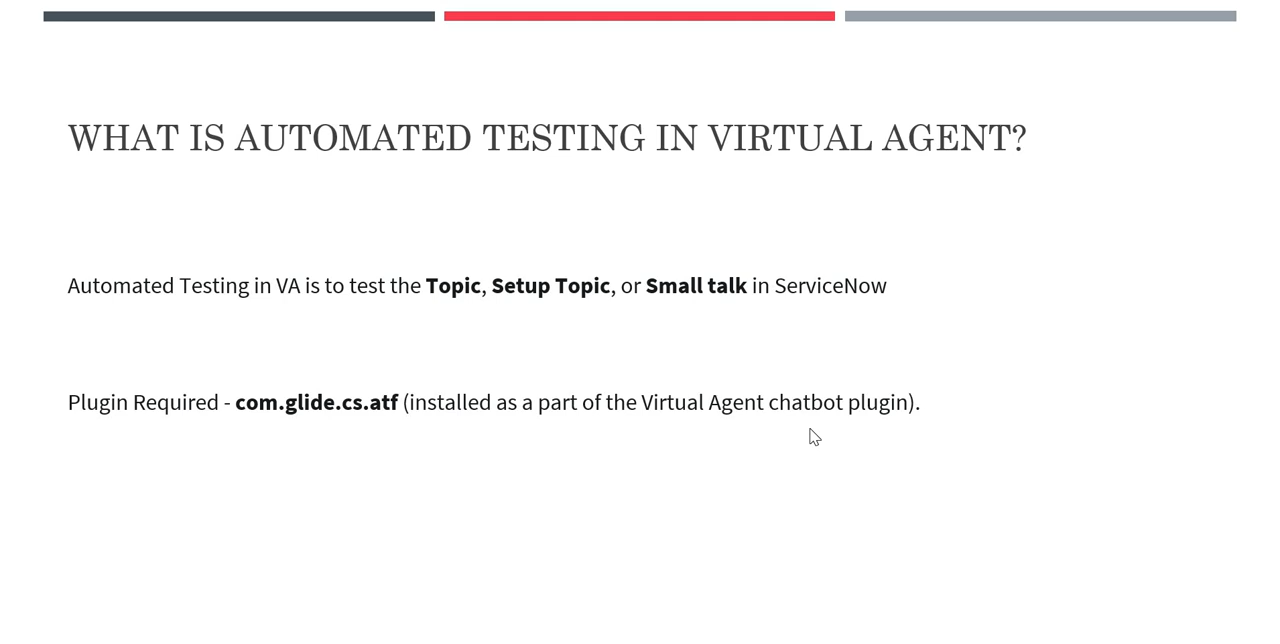 WHAT IS AUTOMATED TESTING IN VIRTUAL AGENT?
Automated Testing in VA is to test the Topic, Setup Topic, or Small talk in ServiceNow
Plugin Required - com.glide.cs.atf (installed as a part of the Virtual Agent chatbot plugin).